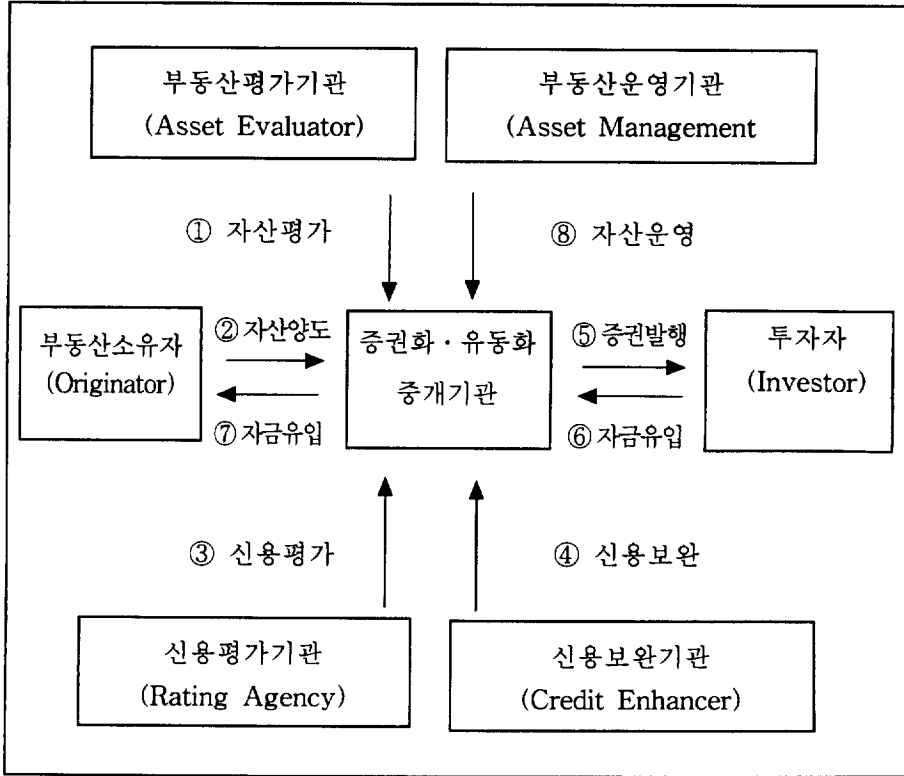 부동산평가기관
(Asset Evaluator)
부동산운영기관
(Asset Management
① 자산평가
⑧ 자산운영
부동산소유자
(Originator)
② 자산양도
⑦ 자금유입
증권화·유동화
중개기관
⑤ 증권발행
⑥ 자금유입
투자자
(Investor)
③ 신용평가
④ 신용보완
신용평가기관
(Rating Agency)
신용보완기관
(Credit Enhancer)